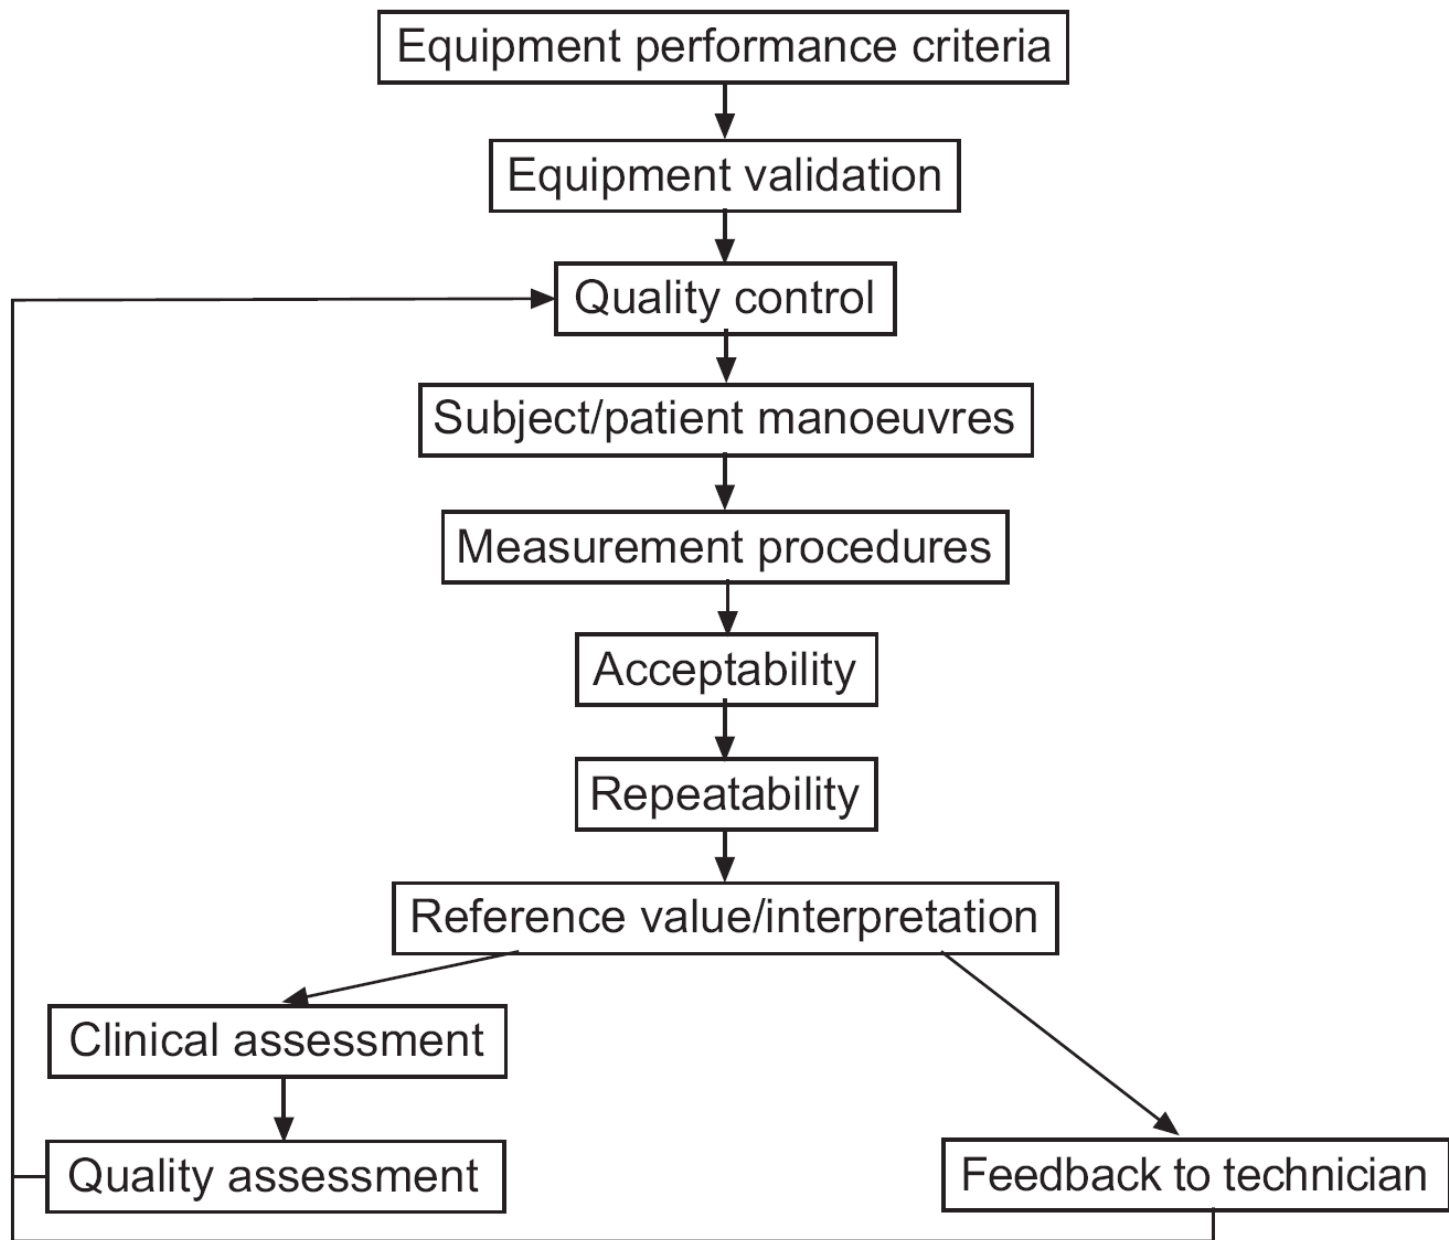 Equipment performance criteria
Equipment validation
Quality control
Subject/patient manoeuvres
Measurement procedures
Acceptability
Repeatability
Reference value/interpretation
Clinical assessment
Quality assessment
Feedback to technician